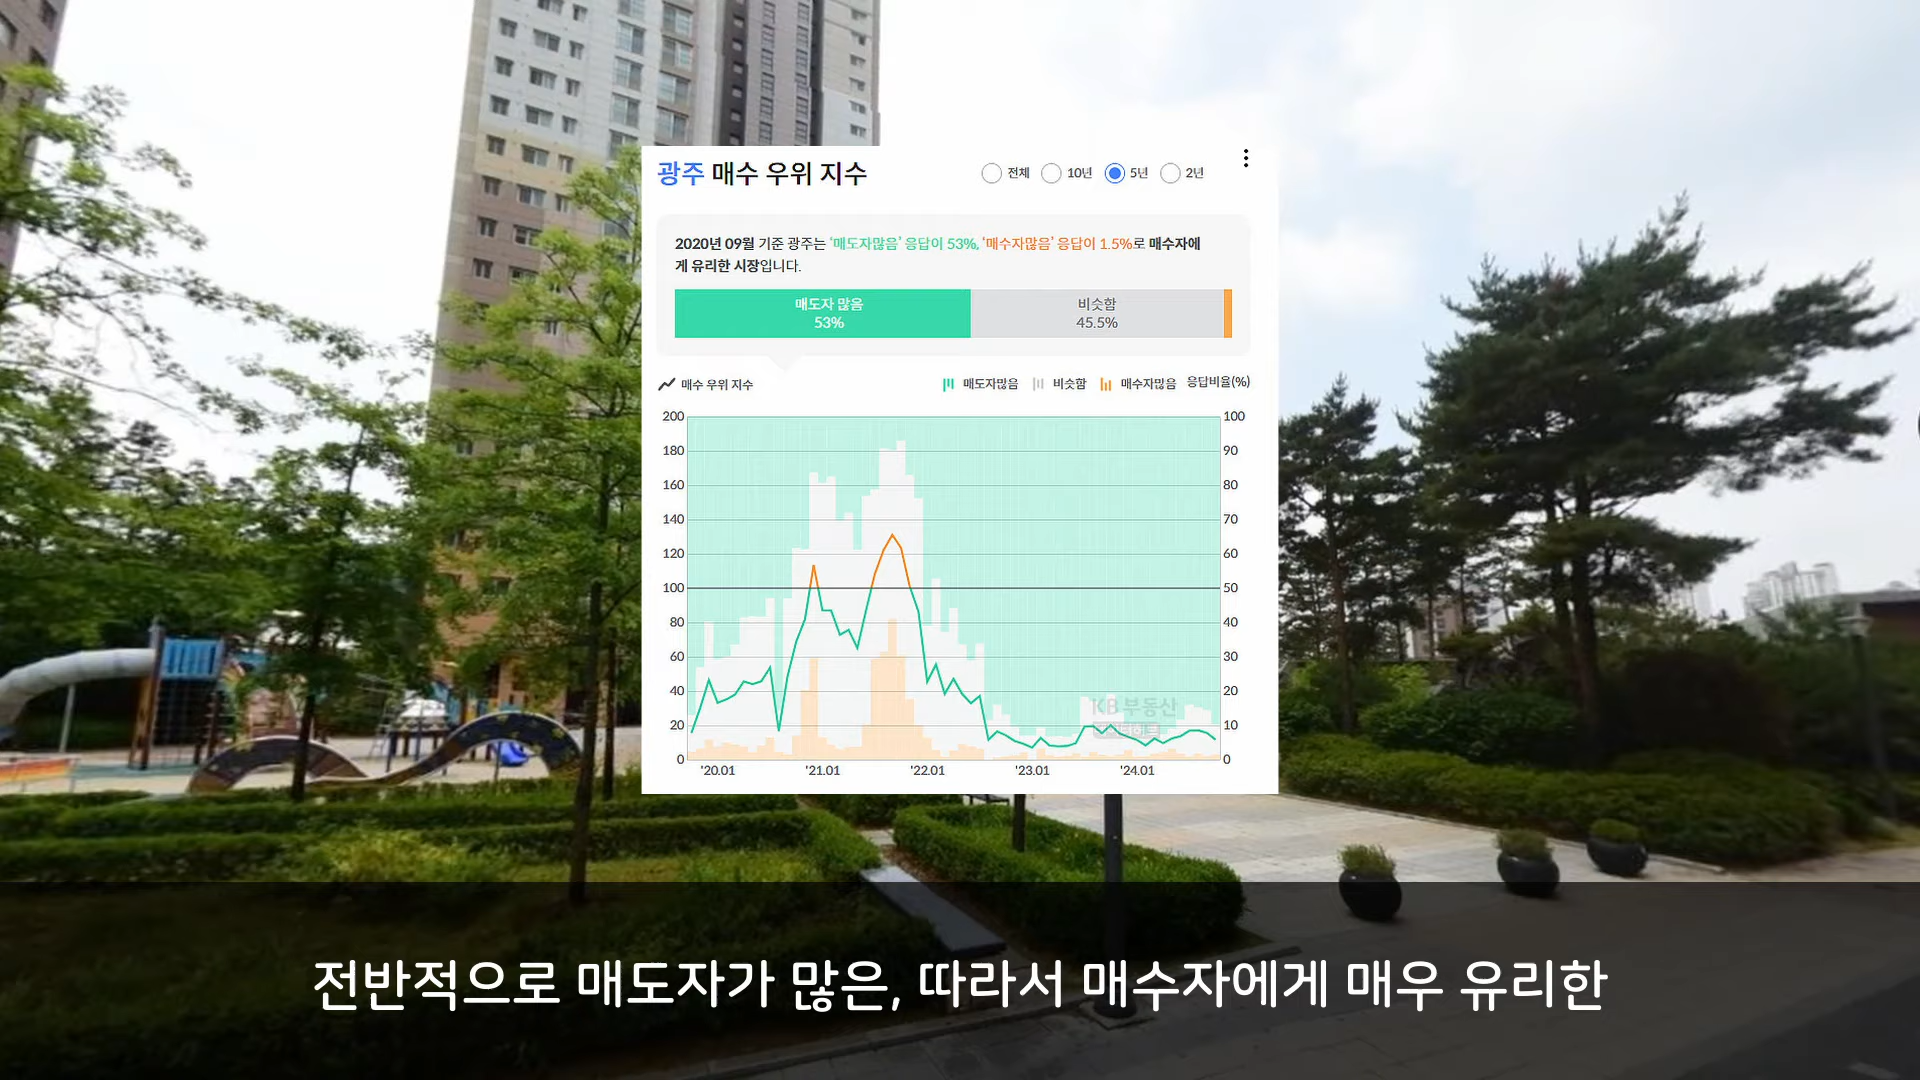 광주 매수 우위 지수
전체 10년 5년 2년
2020년 09월 기준 광주는 '매도자많음' 응답이 53%, '매수자많음' 응답이 1.5%로 매수자에
게 유리한 시장입니다.
매도자 많음 비슷함
53% 45.5%
매수 우위 지수 매도자많음 비슷함 매수자많음 응답비율(%)
200 100
180 90
160 80
140 70
120 60
100 50
80 40
60 30
40 20
KB부동산
20 10
0 0
'20.01 '21.01 '22.01 '23.01 '24.01
전반적으로 매도자가 많은, 따라서 매수자에게 매우 유리한